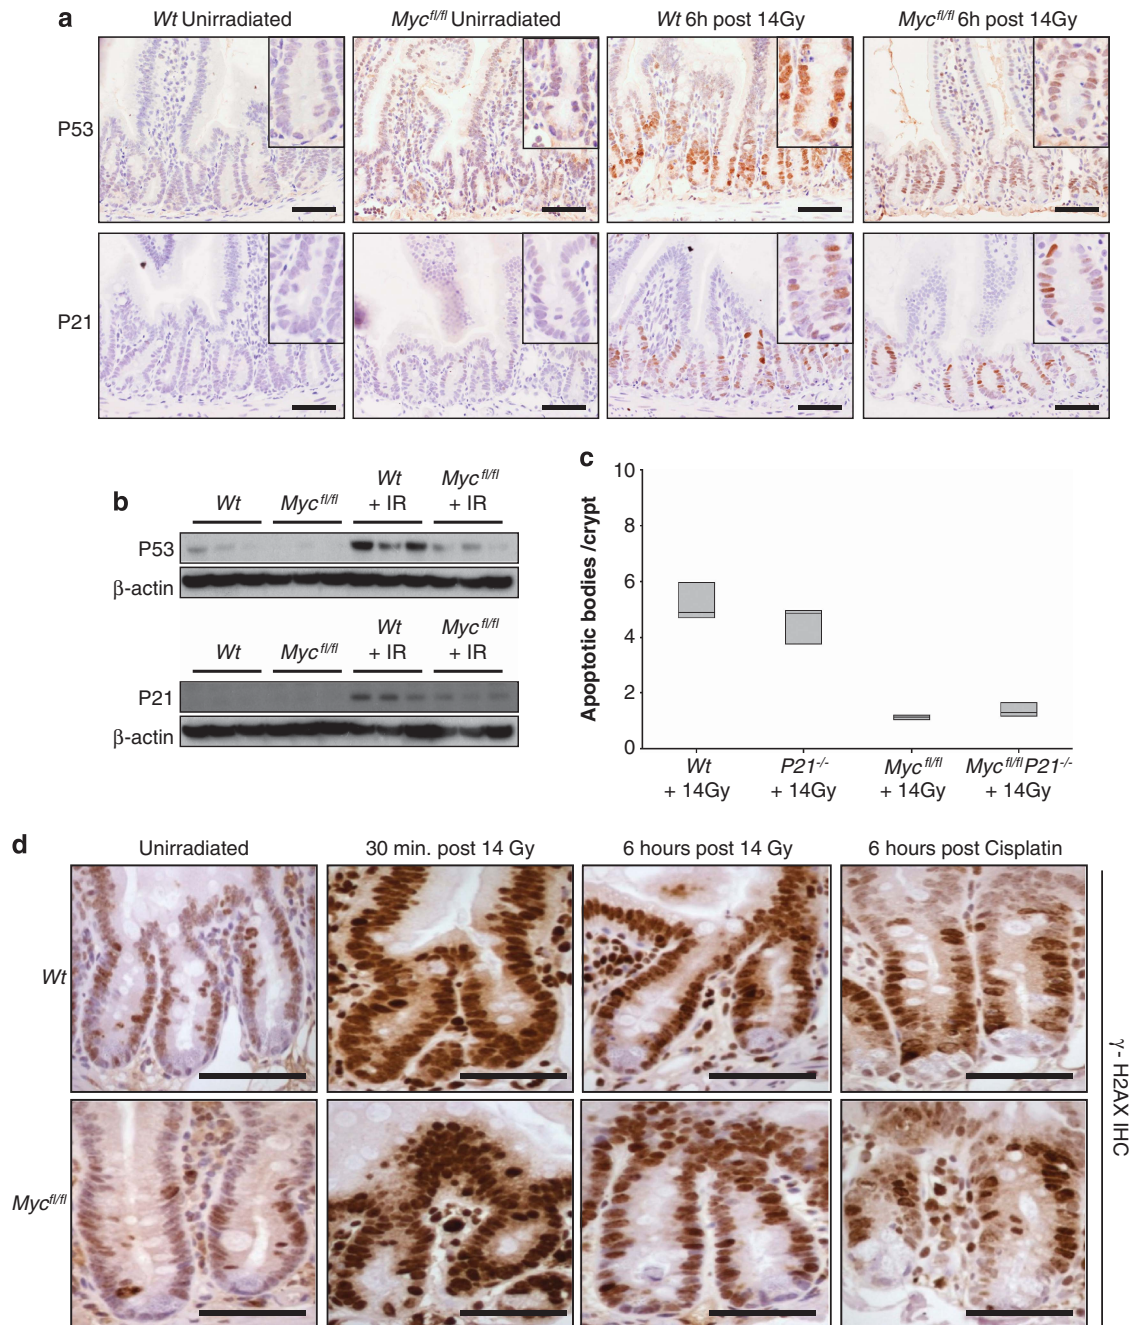 a
Wt Unirradiated
Myc fl/fl Unirradiated
Wt 6h post 14Gy
Myc fl/fl 6h post 14Gy
P53
P21
b
Wt
Myc fl/fl
Wt + IR
Myc fl/fl + IR
P53
β-actin
Wt
Myc fl/fl
Wt + IR
Myc fl/fl + IR
P21
β-actin
c
Apoptotic bodies /crypt
10
8
6
4
2
0
Wt + 14Gy
P21-/- + 14Gy
Myc fl/fl + 14Gy
Myc fl/fl P21-/- + 14Gy
d
Unirradiated
30 min. post 14 Gy
6 hours post 14 Gy
6 hours post Cisplatin
Wt
Myc fl/fl
γ- H2AX IHC